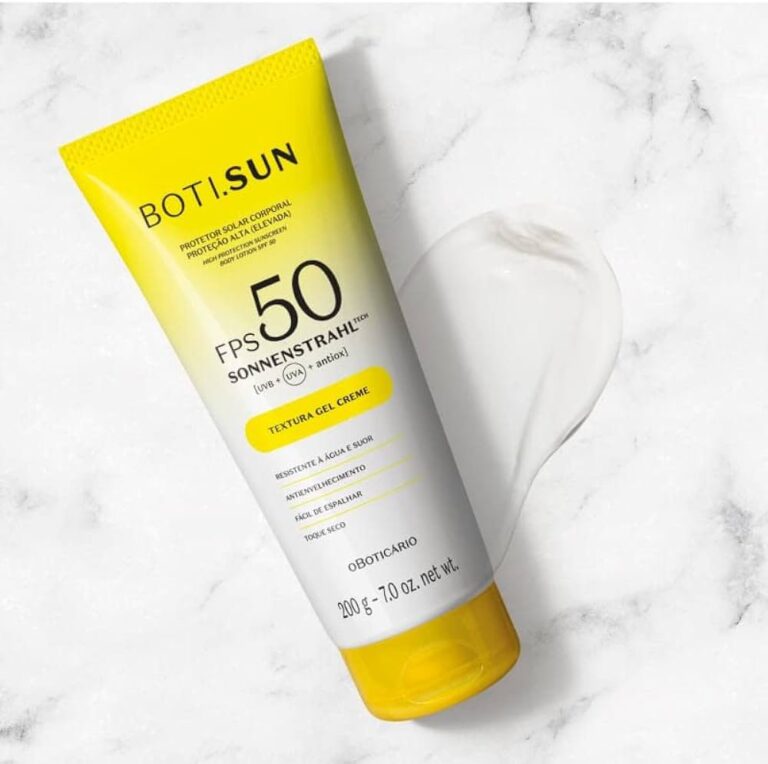 BOTI.SUN
PROTETOR SOLAR CORPORAL
PROTEÇÃO ALTA (ELEVADA)
HIGH PROTECTION SUNSCREEN
BODY LOTION SPF 50
FPS 50
SONNENSTRAHL TECH
[UVB + UVA + antiox]
TEXTURA GEL CREME
RESISTENTE À ÁGUA E SUOR
ANTIENVELHECIMENTO
FÁCIL DE ESPALHAR
TOQUE SECO
oBOTICÁRIO
200 g - 7.0 oz. net wt.